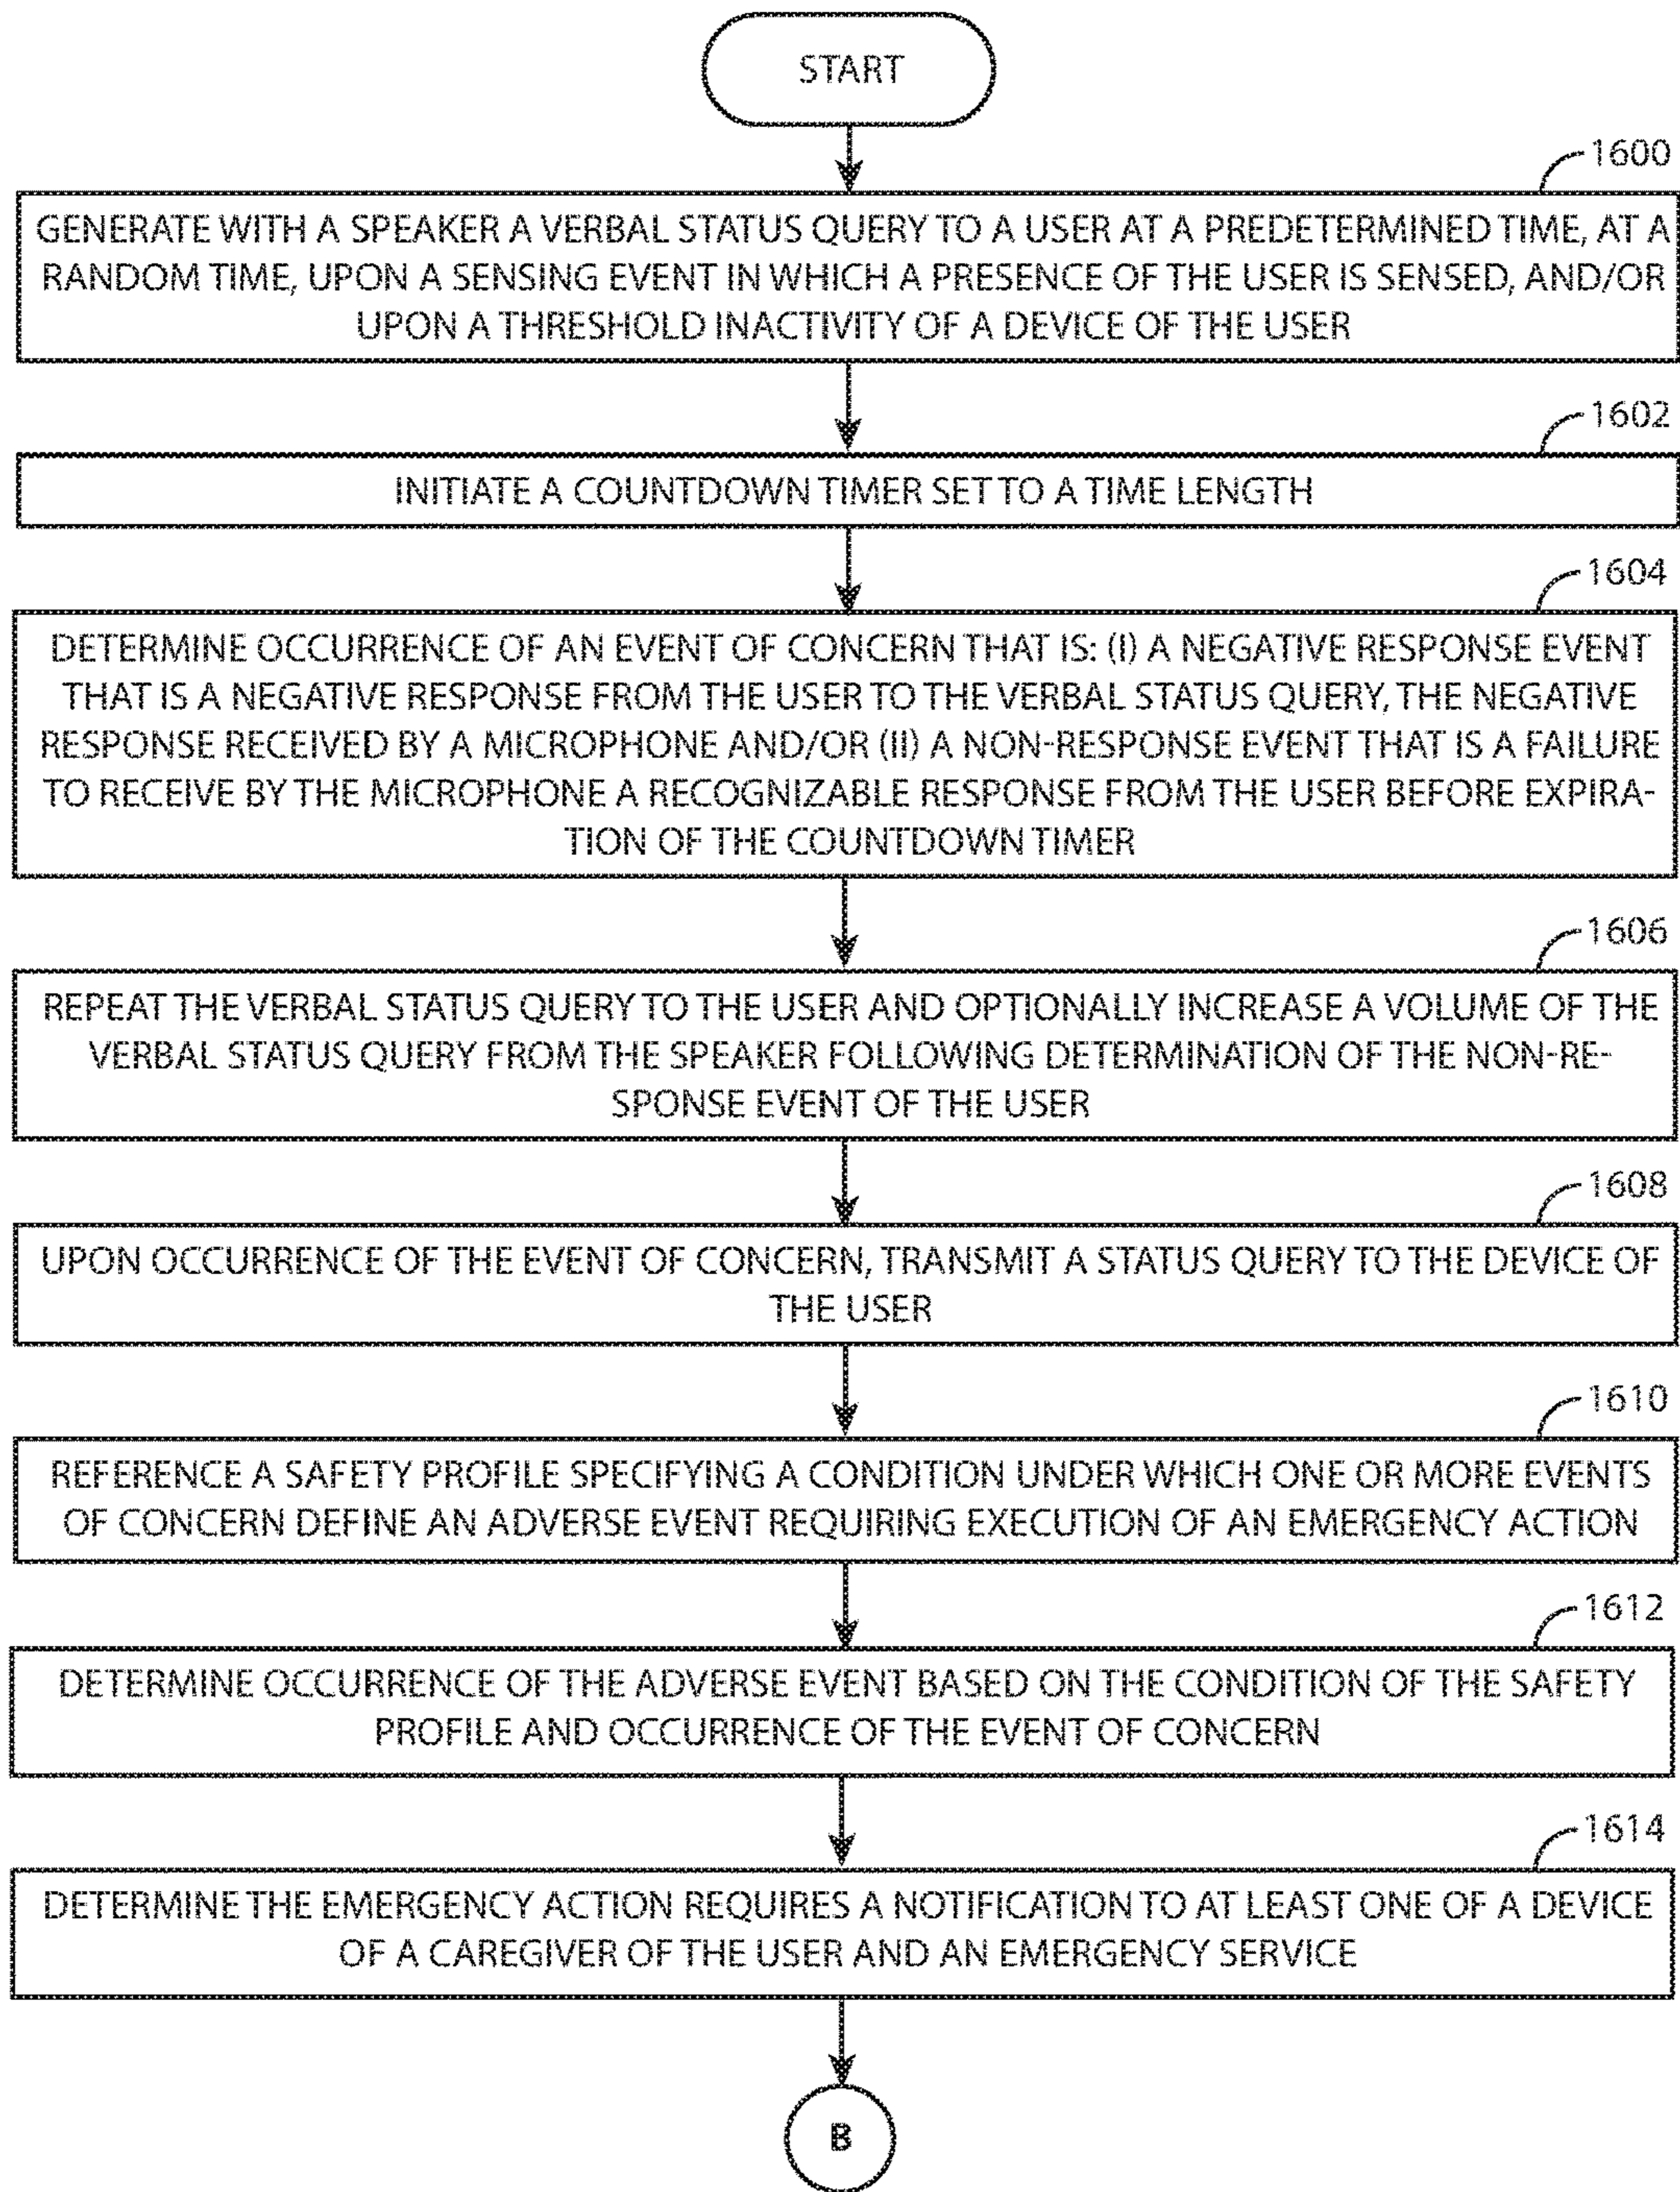 START
1600
GENERATE WITH A SPEAKER A VERBAL STATUS QUERY TO A USER AT A PREDETERMINED TIME, AT A
RANDOM TIME, UPON A SENSING EVENT IN WHICH A PRESENCE OF THE USER IS SENSED, AND/OR
UPON A THRESHOLD INACTIVITY OF A DEVICE OF THE USER
1602
INITIATE A COUNTDOWN TIMER SET TO A TIME LENGTH
1604
DETERMINE OCCURRENCE OF AN EVENT OF CONCERN THAT IS: (I) A NEGATIVE RESPONSE EVENT
THAT IS A NEGATIVE RESPONSE FROM THE USER TO THE VERBAL STATUS QUERY, THE NEGATIVE
RESPONSE RECEIVED BY A MICROPHONE AND/OR (II) A NON-RESPONSE EVENT THAT IS A FAILURE
TO RECEIVE BY THE MICROPHONE A RECOGNIZABLE RESPONSE FROM THE USER BEFORE EXPIRA-
TION OF THE COUNTDOWN TIMER
1606
REPEAT THE VERBAL STATUS QUERY TO THE USER AND OPTIONALLY INCREASE A VOLUME OF THE
VERBAL STATUS QUERY FROM THE SPEAKER FOLLOWING DETERMINATION OF THE NON-RE-
SPONSE EVENT OF THE USER
1608
UPON OCCURRENCE OF THE EVENT OF CONCERN, TRANSMIT A STATUS QUERY TO THE DEVICE OF
THE USER
1610
REFERENCE A SAFETY PROFILE SPECIFYING A CONDITION UNDER WHICH ONE OR MORE EVENTS
OF CONCERN DEFINE AN ADVERSE EVENT REQUIRING EXECUTION OF AN EMERGENCY ACTION
1612
DETERMINE OCCURRENCE OF THE ADVERSE EVENT BASED ON THE CONDITION OF THE SAFETY
PROFILE AND OCCURRENCE OF THE EVENT OF CONCERN
1614
DETERMINE THE EMERGENCY ACTION REQUIRES A NOTIFICATION TO AT LEAST ONE OF A DEVICE
OF A CAREGIVER OF THE USER AND AN EMERGENCY SERVICE
B